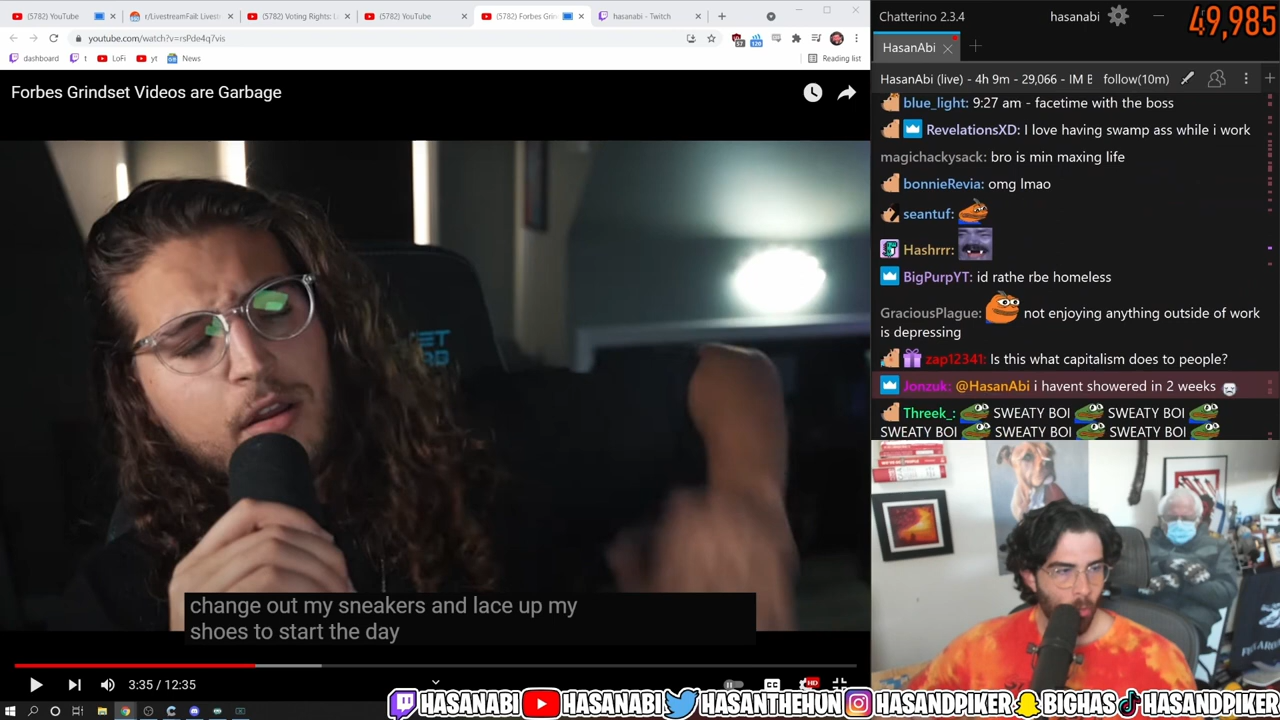 (5782) YouTube
r/LivestreamFail: Livest
(5782) Voting Rights: L
(5782) YouTube
(5782) Forbes Grin
hasanabi - Twitch
youtube.com/watch?v=rsPde4q7vis
57
120
dashboard
t
LoFi
yt
News
Reading list
Forbes Grindset Videos are Garbage
change out my sneakers and lace up my
shoes to start the day
3:35 / 12:35
CC
HD
Chatterino 2.3.4
hasanabi
49,985
HasanAbi
HasanAbi (live) - 4h 9m - 29,066 - IM B
follow(10m)
blue_light: 9:27 am - facetime with the boss
RevelationsXD: I love having swamp ass while i work
magichackysack: bro is min maxing life
bonnieRevia: omg lmao
seantuf:
Hashrrr:
BigPurpYT: id rathe rbe homeless
GraciousPlague: not enjoying anything outside of work
is depressing
zap12341: Is this what capitalism does to people?
Jonzuk: @HasanAbi i havent showered in 2 weeks
Threek_: SWEATY BOI SWEATY BOI
SWEATY BOI SWEATY BOI SWEATY BOI
HASANABI HASANABI HASANTHEHUN HASANDPIKER BIGHAS HASANDPIKER